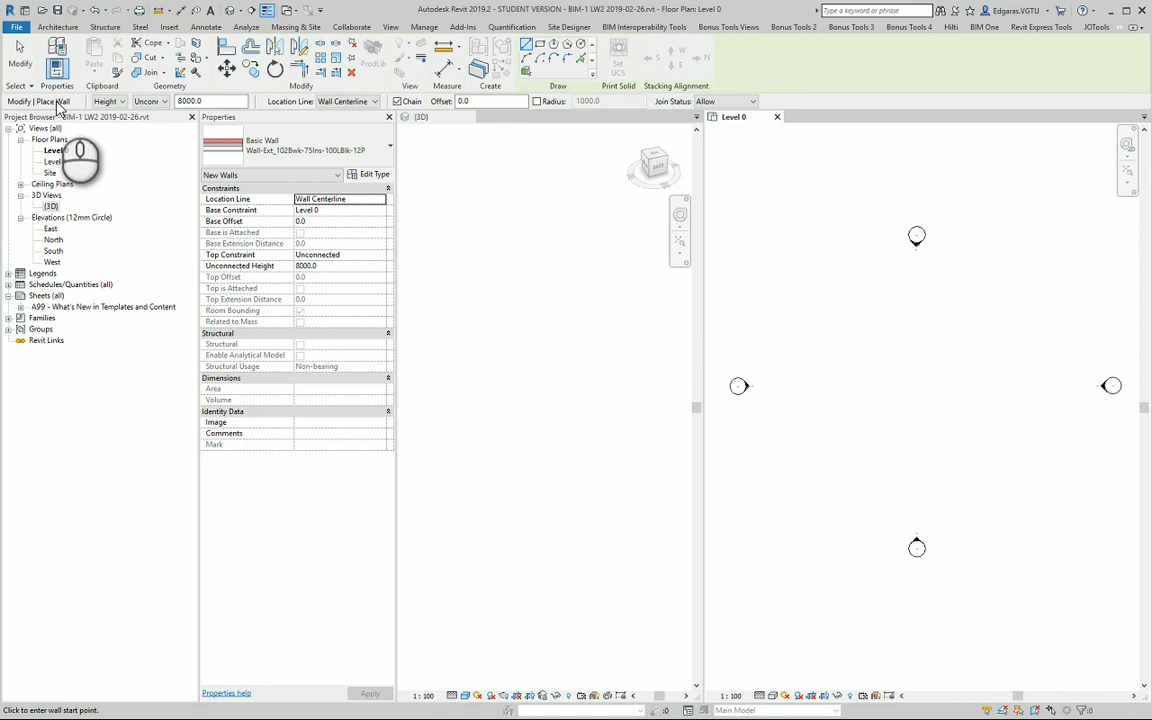 Autodesk Revit 2019.2 - STUDENT VERSION - BIM-1 LW2 2019-02-26.rvt - Floor Plan: Level 0
Type a keyword or phrase
Edgaras.VGTU
File Architecture Structure Steel Insert Annotate Analyze Massing & Site Collaborate View Manage Add-Ins Quantification Site Designer BIM Interoperability Tools Bonus Tools Views Bonus Tools 3 Bonus Tools 4 Hilti BIM One Revit Express Tools JOTools
Modify
Paste
Cope
Cut
Join
ProdLib
Set UCS
W
U
E
S
Select Properties Clipboard Geometry Modify View Measure Create Draw Print Solid Stacking Alignment
Modify | Place Wall Height Unconr 8000.0 Location Line: Wall Centerline Chain Offset: 0.0 Radius: 1000.0 Join Status: Allow
Project Browser - BIM-1 LW2 2019-02-26.rvt
Views (all)
Floor Plans
Level
Level
Site
Ceiling Plans
3D Views
{3D}
Elevations (12mm Circle)
East
North
South
West
Legends
Schedules/Quantities (all)
Sheets (all)
A99 - What's New in Templates and Content
Families
Groups
Revit Links
Properties
Basic Wall
Wall-Ext_102Bwk-75Ins-100LBlk-12P
New Walls Edit Type
Constraints
Location Line Wall Centerline
Base Constraint Level 0
Base Offset 0.0
Base is Attached
Base Extension Distance 0.0
Top Constraint Unconnected
Unconnected Height 8000.0
Top Offset 0.0
Top is Attached
Top Extension Distance 0.0
Room Bounding
Related to Mass
Structural
Structural
Enable Analytical Model
Structural Usage Non-bearing
Dimensions
Area
Volume
Identity Data
Image
Comments
Mark
Properties help Apply
{3D}
BACK
Level 0
1 : 100
1 : 100
Click to enter wall start point.
:0
Main Model
:0